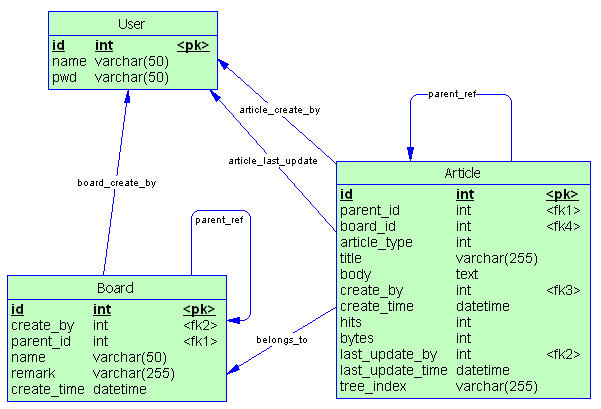 User
id int <pk>
name varchar(50)
pwd varchar(50)
article_create_by
article_last_update
board_create_by
parent_ref
parent_ref
belongs_to
Article
id int <pk>
parent_id int <fk1>
board_id int <fk4>
article_type int
title varchar(255)
body text
create_by int <fk3>
create_time datetime
hits int
bytes int
last_update_by int <fk2>
last_update_time datetime
tree_index varchar(255)
Board
id int <pk>
create_by int <fk2>
parent_id int <fk1>
name varchar(50)
remark varchar(255)
create_time datetime